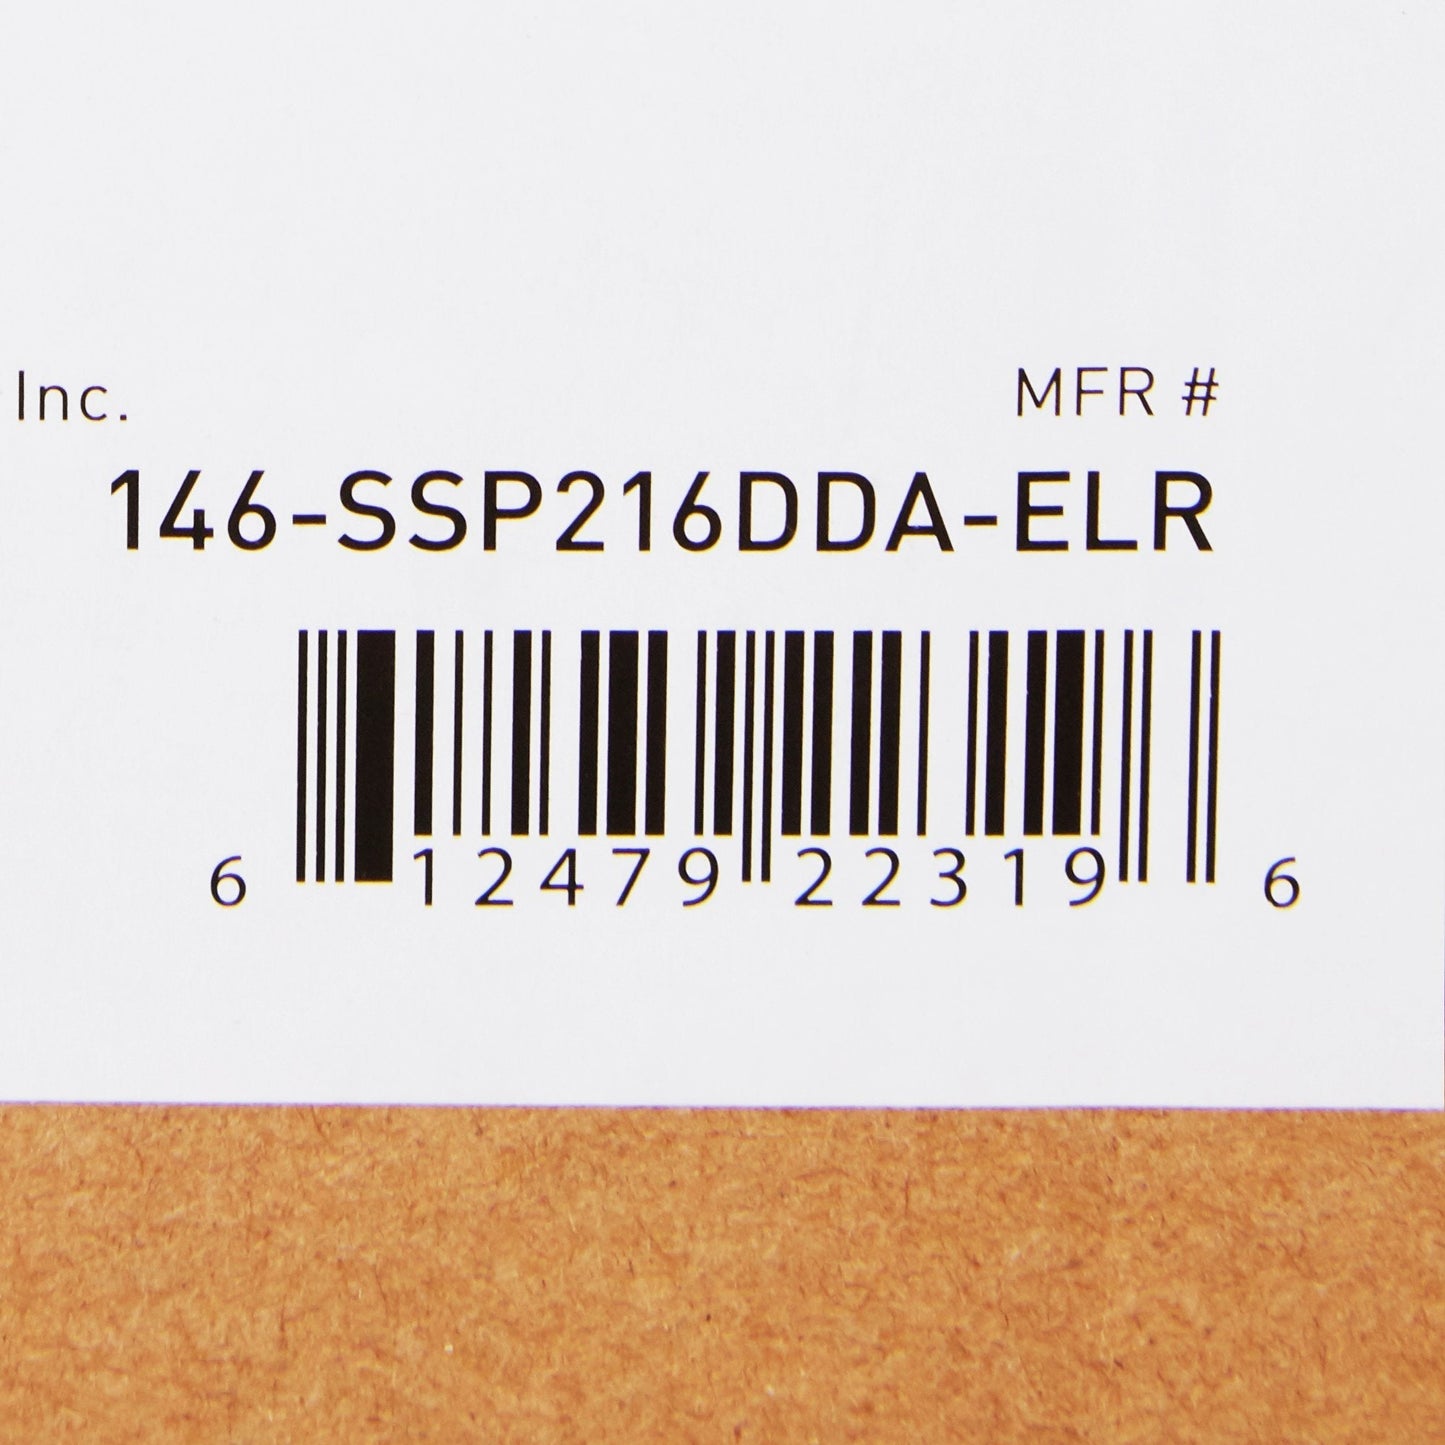 Inc. MFR #
146-SSP216DDA-ELR
6 12479 22319 6